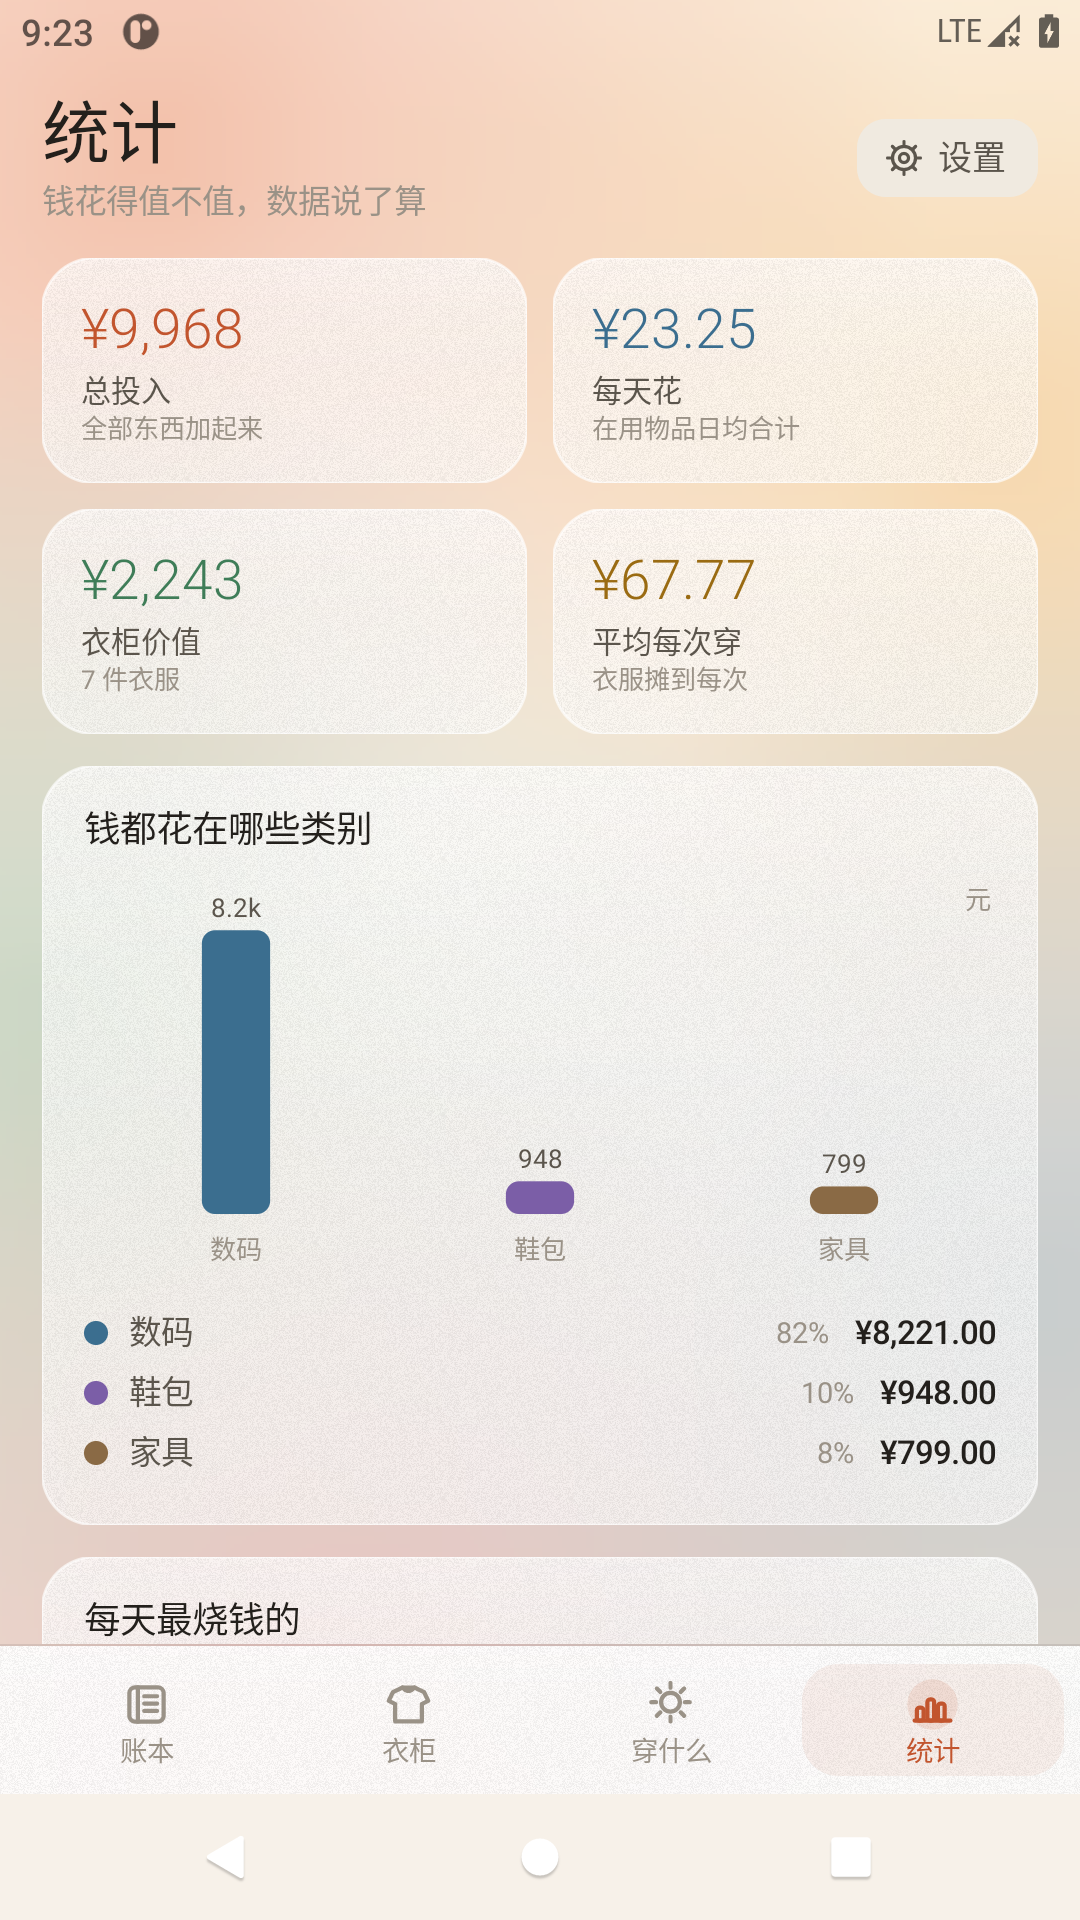 9:23
LTE
统计
设置
钱花得值不值，数据说了算
¥9,968
总投入
全部东西加起来
¥23.25
每天花
在用物品日均合计
¥2,243
衣柜价值
7 件衣服
¥67.77
平均每次穿
衣服摊到每次
钱都花在哪些类别
元
8.2k
948
799
数码
鞋包
家具
数码 82% ¥8,221.00
鞋包 10% ¥948.00
家具 8% ¥799.00
每天最烧钱的
账本
衣柜
穿什么
统计